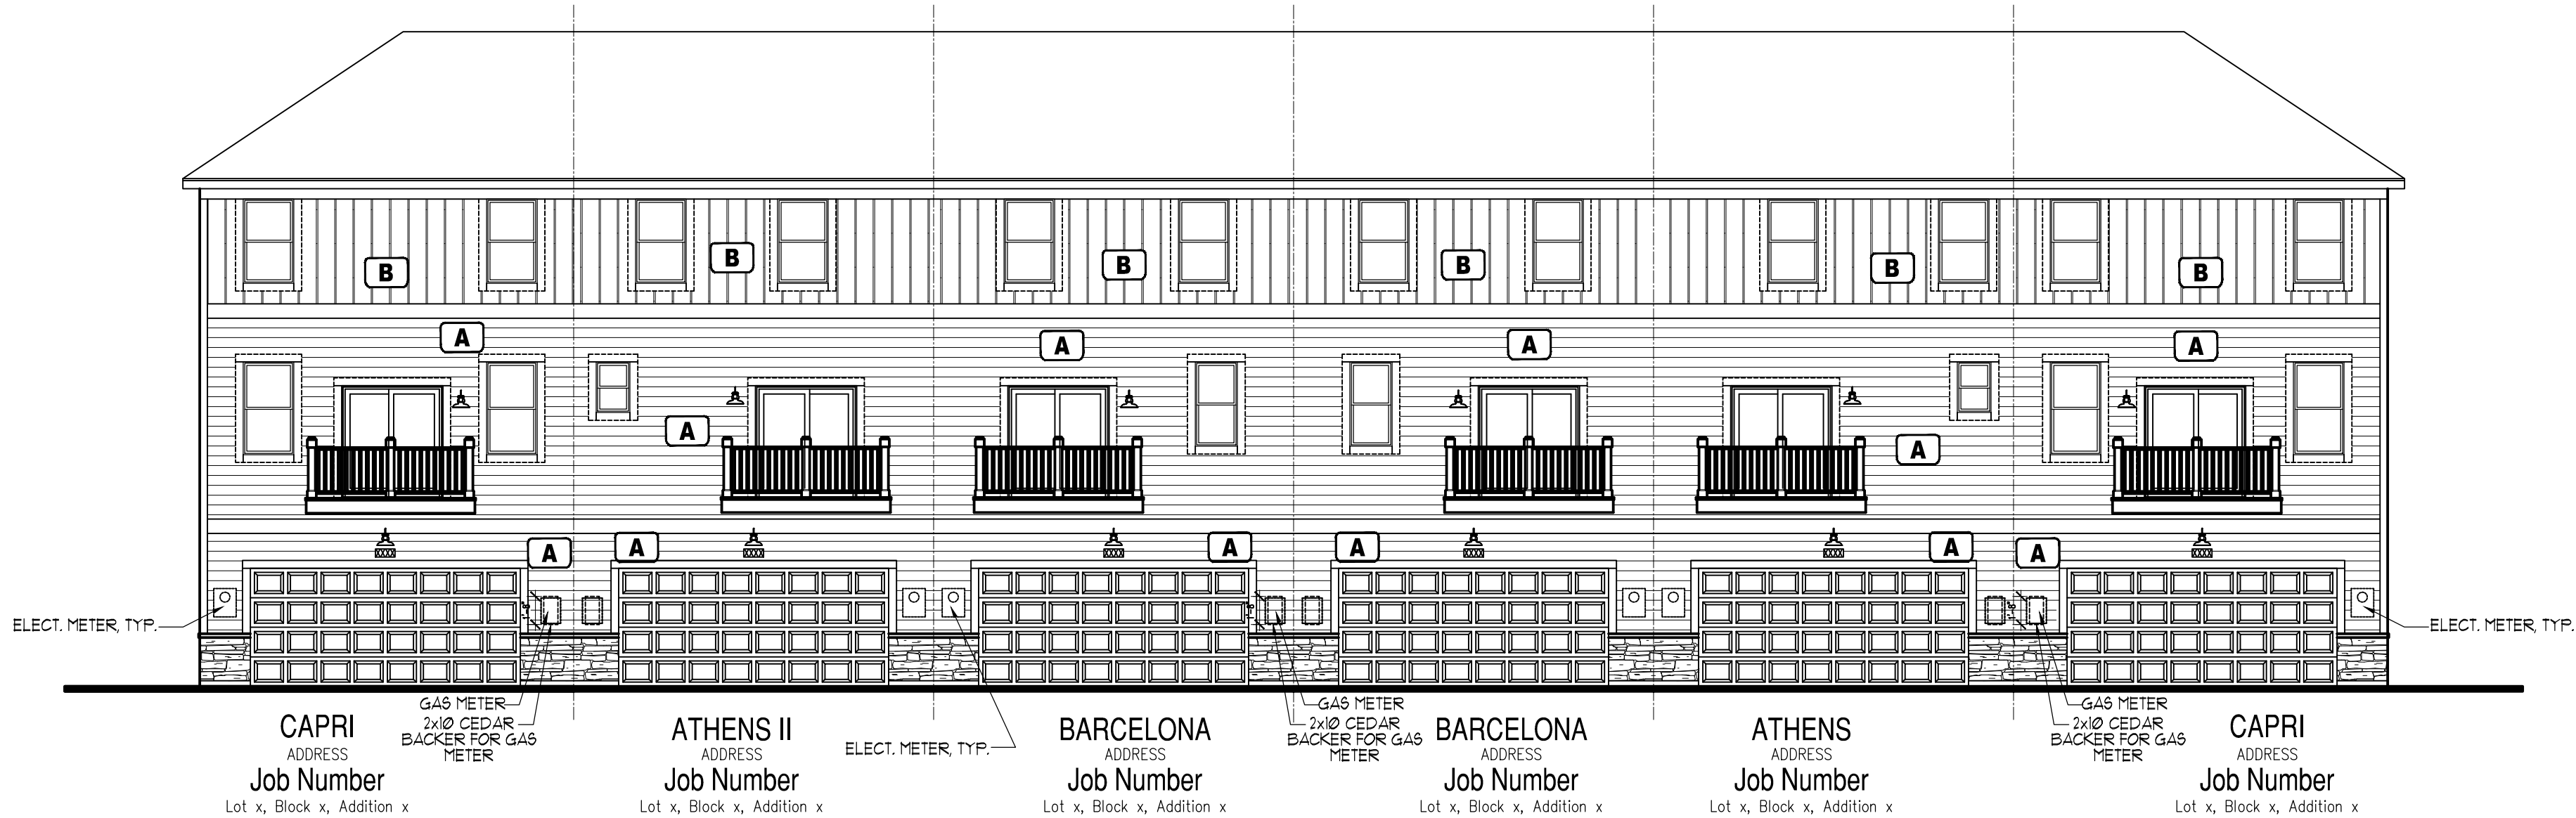 B
B
B
B
B
B
A
A
A
A
A
A
A
A
A
A
A
A
ELECT. METER, TYP.
ELECT. METER, TYP.
GAS METER
2x10 CEDAR
BACKER FOR GAS
METER
GAS METER
2x10 CEDAR
BACKER FOR GAS
METER
GAS METER
2x10 CEDAR
BACKER FOR GAS
METER
ELECT. METER, TYP.
CAPRI
ADDRESS
Job Number
Lot x, Block x, Addition x
ATHENS II
ADDRESS
Job Number
Lot x, Block x, Addition x
BARCELONA
ADDRESS
Job Number
Lot x, Block x, Addition x
BARCELONA
ADDRESS
Job Number
Lot x, Block x, Addition x
ATHENS
ADDRESS
Job Number
Lot x, Block x, Addition x
CAPRI
ADDRESS
Job Number
Lot x, Block x, Addition x